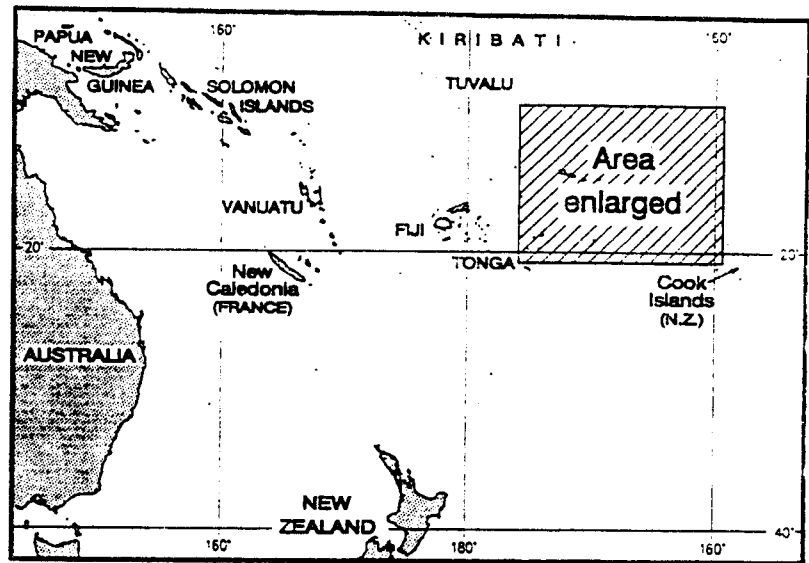 160°
160°
PAPUA
NEW
GUINEA
KIRIBATI
SOLOMON
ISLANDS
TUVALU
Area
enlarged
VANUATU
FIJI
20°
20°
TONGA
New
Caledonia
(FRANCE)
Cook
Islands
(N.Z.)
AUSTRALIA
NEW
ZEALAND
40°
160°
180°
160°